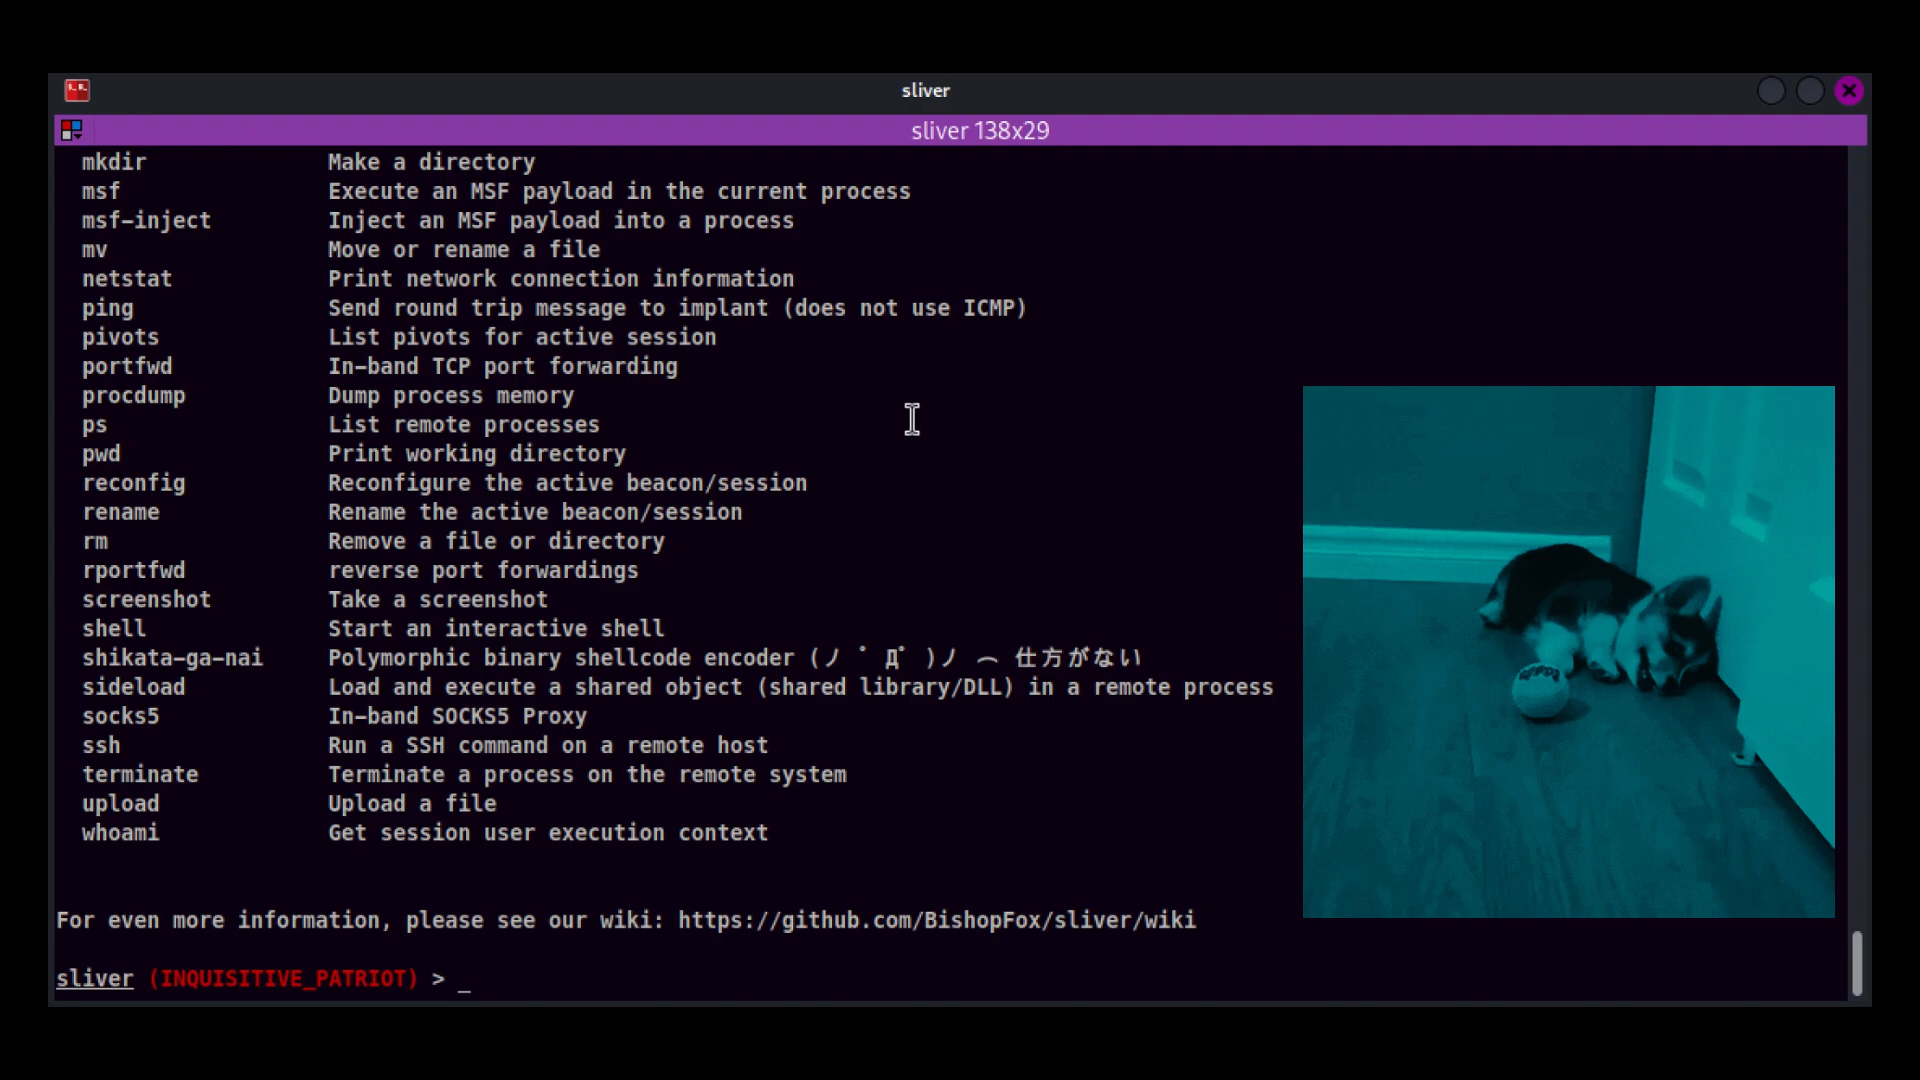 sliver
sliver 138x29
mkdir Make a directory
msf Execute an MSF payload in the current process
msf-inject Inject an MSF payload into a process
mv Move or rename a file
netstat Print network connection information
ping Send round trip message to implant (does not use ICMP)
pivots List pivots for active session
portfwd In-band TCP port forwarding
procdump Dump process memory
ps List remote processes
pwd Print working directory
reconfig Reconfigure the active beacon/session
rename Rename the active beacon/session
rm Remove a file or directory
rportfwd reverse port forwardings
screenshot Take a screenshot
shell Start an interactive shell
shikata-ga-nai Polymorphic binary shellcode encoder (ノ ゜Д゜)ノ ︵ 仕方がない
sideload Load and execute a shared object (shared library/DLL) in a remote process
socks5 In-band SOCKS5 Proxy
ssh Run a SSH command on a remote host
terminate Terminate a process on the remote system
upload Upload a file
whoami Get session user execution context
For even more information, please see our wiki: https://github.com/BishopFox/sliver/wiki
sliver (INQUISITIVE_PATRIOT) > _